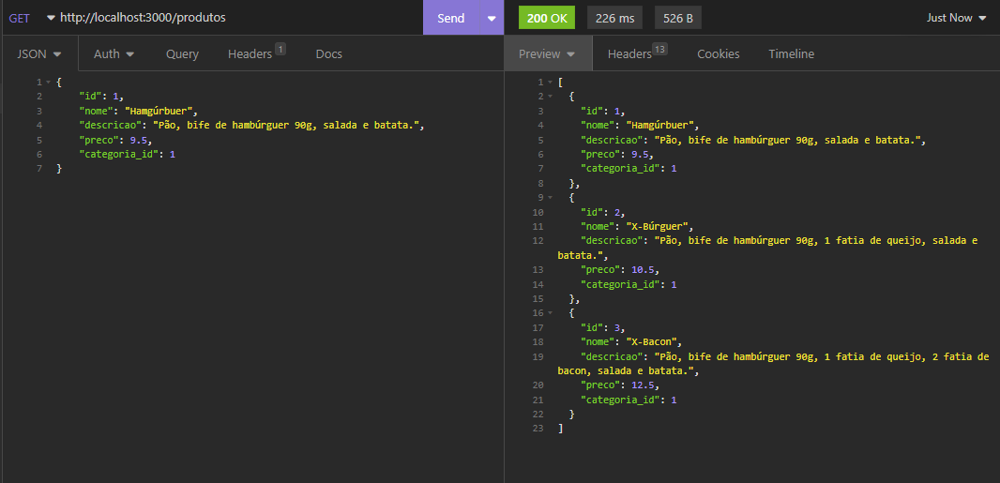 GET http://localhost:3000/produtos Send
200 OK 226 ms 526 B Just Now
JSON Auth Query Headers 1 Docs
1 {
2 "id": 1,
3 "nome": "Hamgúrbuer",
4 "descricao": "Pão, bife de hambúrguer 90g, salada e batata.",
5 "preco": 9.5,
6 "categoria_id": 1
7 }
Preview Headers 13 Cookies Timeline
1 [
2 {
3 "id": 1,
4 "nome": "Hamgúrbuer",
5 "descricao": "Pão, bife de hambúrguer 90g, salada e batata.",
6 "preco": 9.5,
7 "categoria_id": 1
8 },
9 {
10 "id": 2,
11 "nome": "X-Búrguer",
12 "descricao": "Pão, bife de hambúrguer 90g, 1 fatia de queijo, salada e
batata.",
13 "preco": 10.5,
14 "categoria_id": 1
15 },
16 {
17 "id": 3,
18 "nome": "X-Bacon",
19 "descricao": "Pão, bife de hambúrguer 90g, 1 fatia de queijo, 2 fatia de
bacon, salada e batata.",
20 "preco": 12.5,
21 "categoria_id": 1
22 }
23 ]